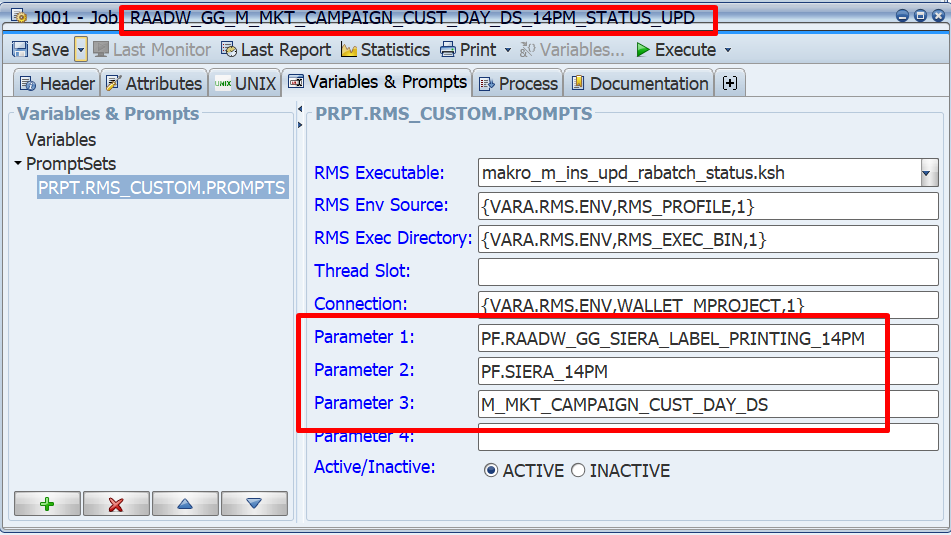 J001 - Job RAADW_GG_M_MKT_CAMPAIGN_CUST_DAY_DS_14PM_STATUS_UPD
Save Last Monitor Last Report Statistics Print Variables... Execute
Header Attributes UNIX Variables & Prompts Process Documentation [+]
Variables & Prompts
Variables
PromptSets
PRPT.RMS_CUSTOM.PROMPTS
PRPT.RMS_CUSTOM.PROMPTS
RMS Executable: makro_m_ins_upd_rabatch_status.ksh
RMS Env Source: {VARA.RMS.ENV,RMS_PROFILE,1}
RMS Exec Directory: {VARA.RMS.ENV,RMS_EXEC_BIN,1}
Thread Slot:
Connection: {VARA.RMS.ENV,WALLET_MPROJECT,1}
Parameter 1: PF.RAADW_GG_SIERA_LABEL_PRINTING_14PM
Parameter 2: PF.SIERA_14PM
Parameter 3: M_MKT_CAMPAIGN_CUST_DAY_DS
Parameter 4:
Active/Inactive: ACTIVE INACTIVE